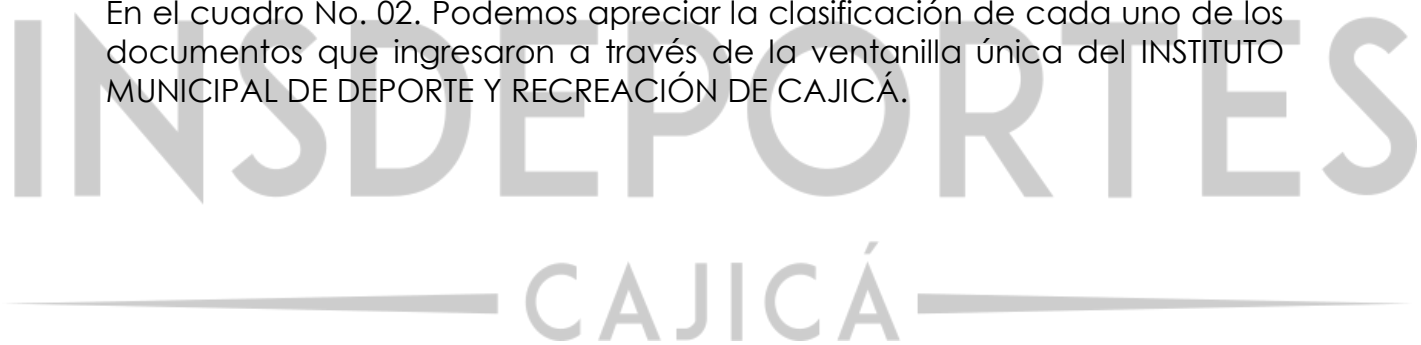 En el cuadro No. 02. Podemos apreciar la clasificación de cada uno de los
documentos que ingresaron a través de la ventanilla única del INSTITUTO
MUNICIPAL DE DEPORTE Y RECREACIÓN DE CAJICÁ.
INSDEPORTES
CAJICÁ